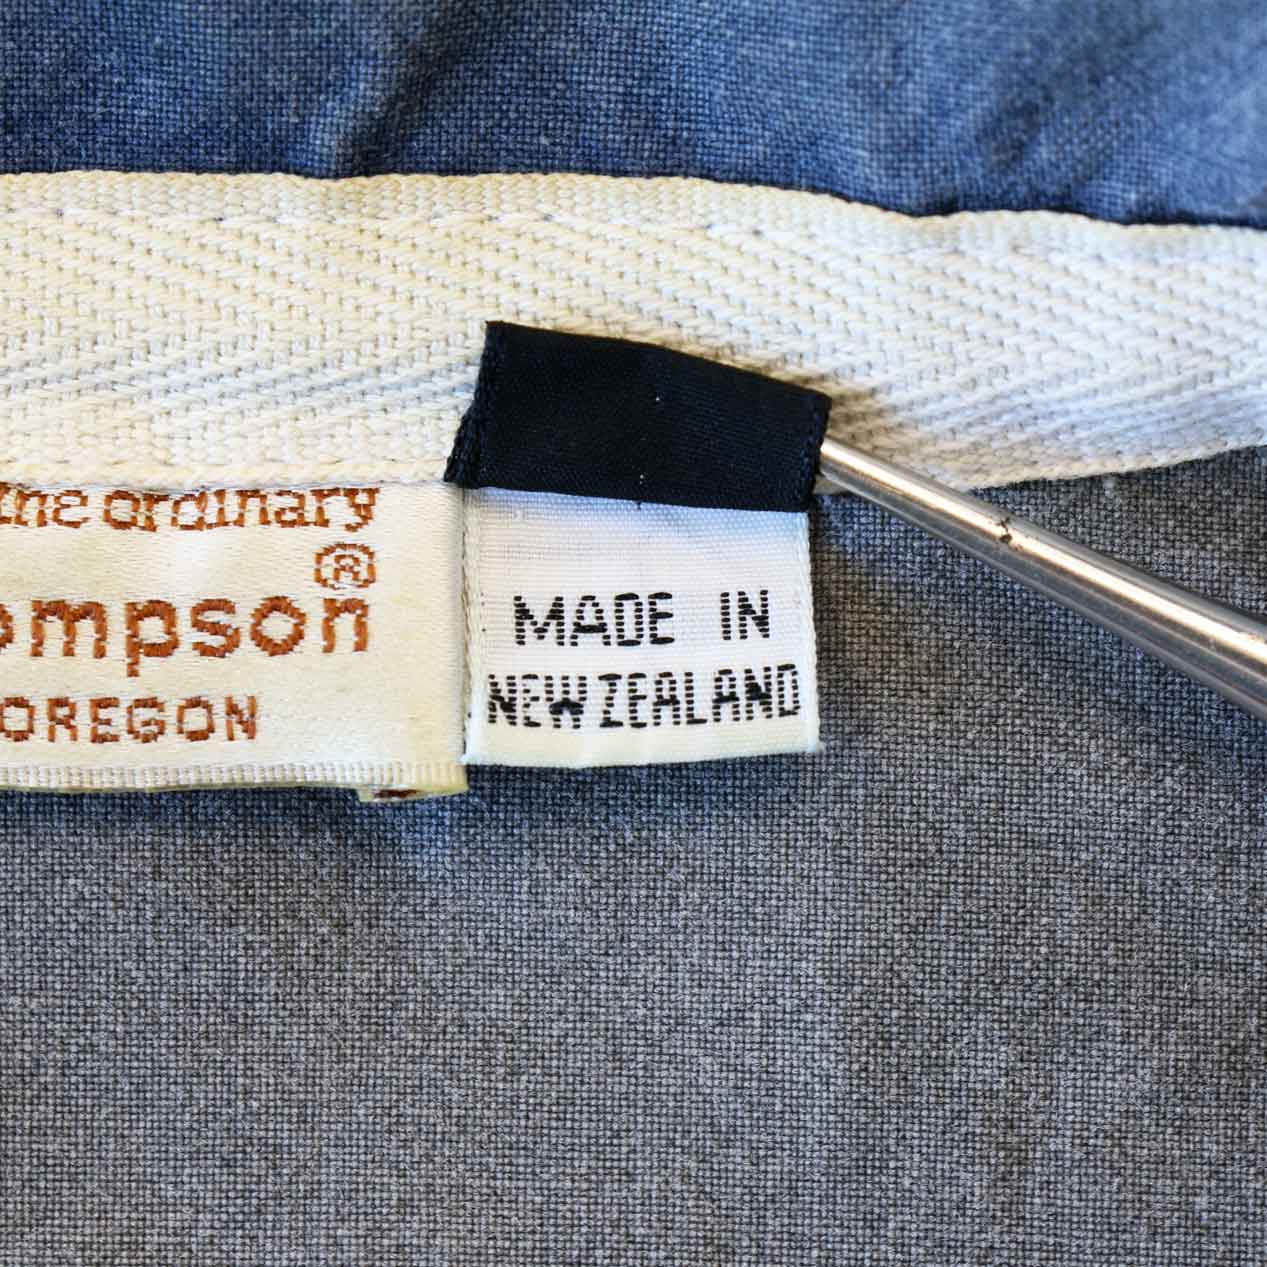 the ordinary
®
ompson
OREGON
MADE IN
NEW ZEALAND